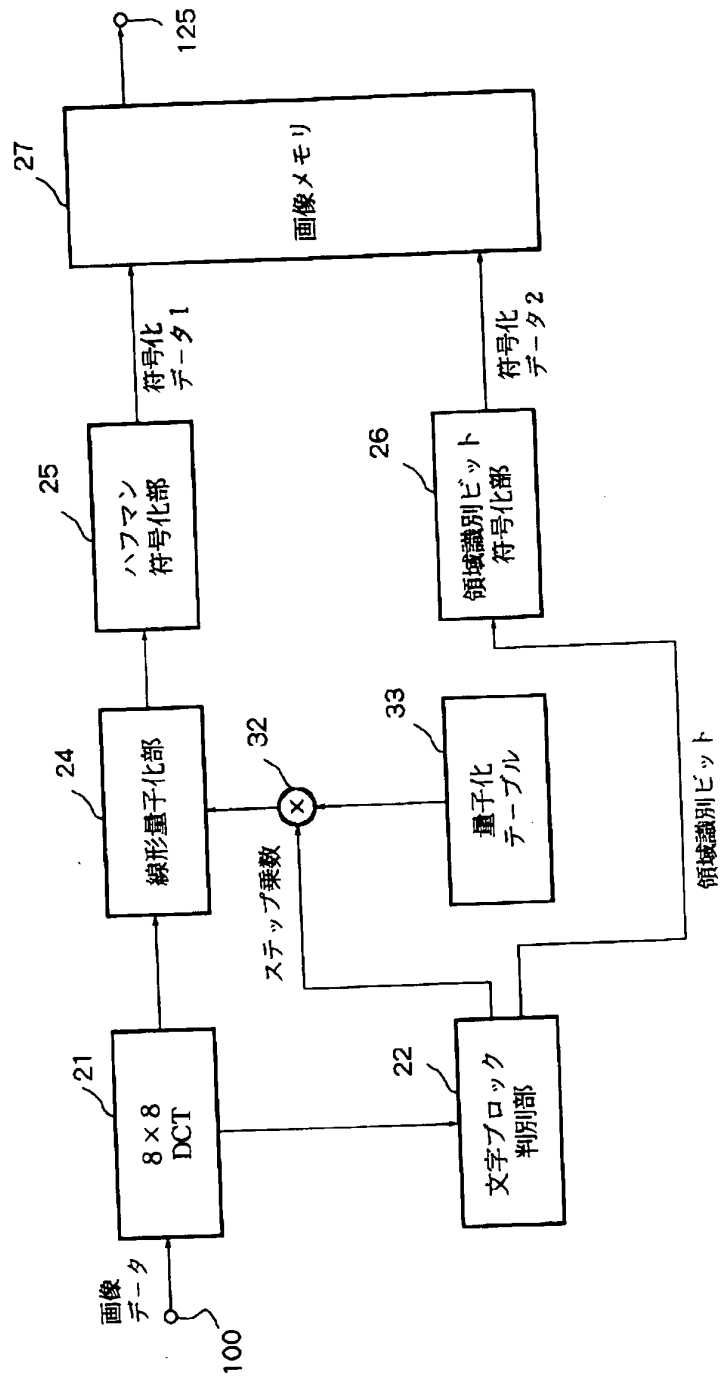 画像
データ
100
21
8×8
DCT
22
文字ブロック
判別部
24
線形量子化部
ステップ乗数
32
×
33
量子化
テーブル
領域識別ビット
25
ハフマン
符号化部
26
領域識別ビット
符号化部
符号化
データ1
符号化
データ2
27
画像メモリ
125